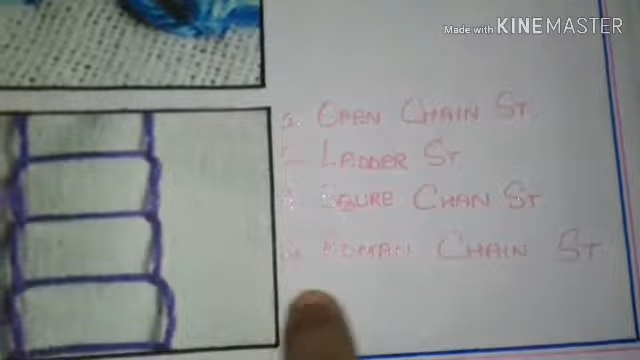 Made with KINEMASTER
OPEN CHAIN ST.
LADDER ST
SQURE CHAN ST
ROMAN CHAIN ST